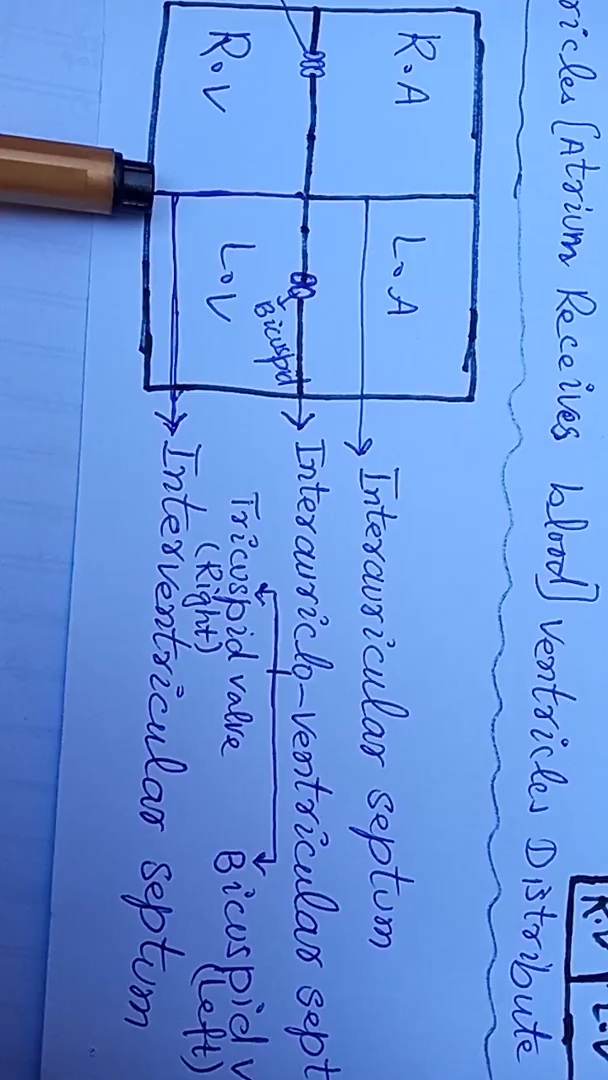 ricles [Atrium Receives blood] Ventricles Distribute
R.A
L.A
R.V
L.V
Bicuspid
Interauricular septum
Interauriclo-ventricular sept
Tricuspid valve
(Right)
Bicuspid v
(Left)
Interventricular septum
R.V
L.V